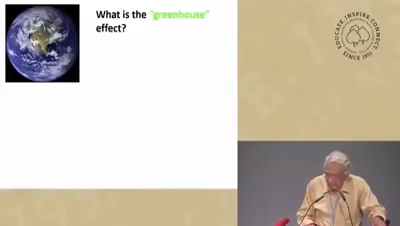 What is the "greenhouse"
effect?
EDUCATE. INSPIRE. CONNECT.
SINCE 1951